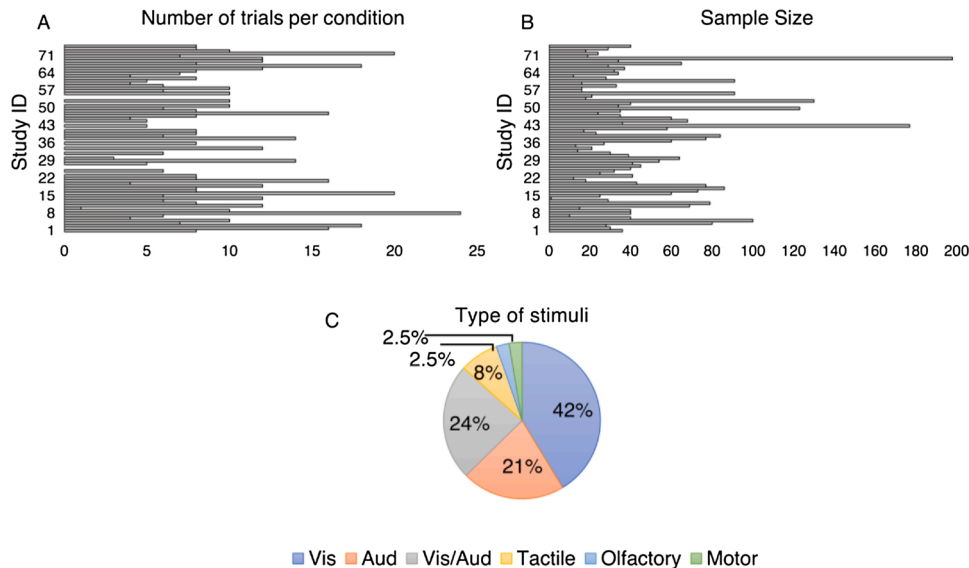 A
Number of trials per condition
Study ID
71
64
57
50
43
36
29
22
15
8
1
0 5 10 15 20 25
B
Sample Size
Study ID
71
64
57
50
43
36
29
22
15
8
1
0 20 40 60 80 100 120 140 160 180 200
C
Type of stimuli
2.5%
2.5%
8%
42%
24%
21%
Vis Aud Vis/Aud Tactile Olfactory Motor